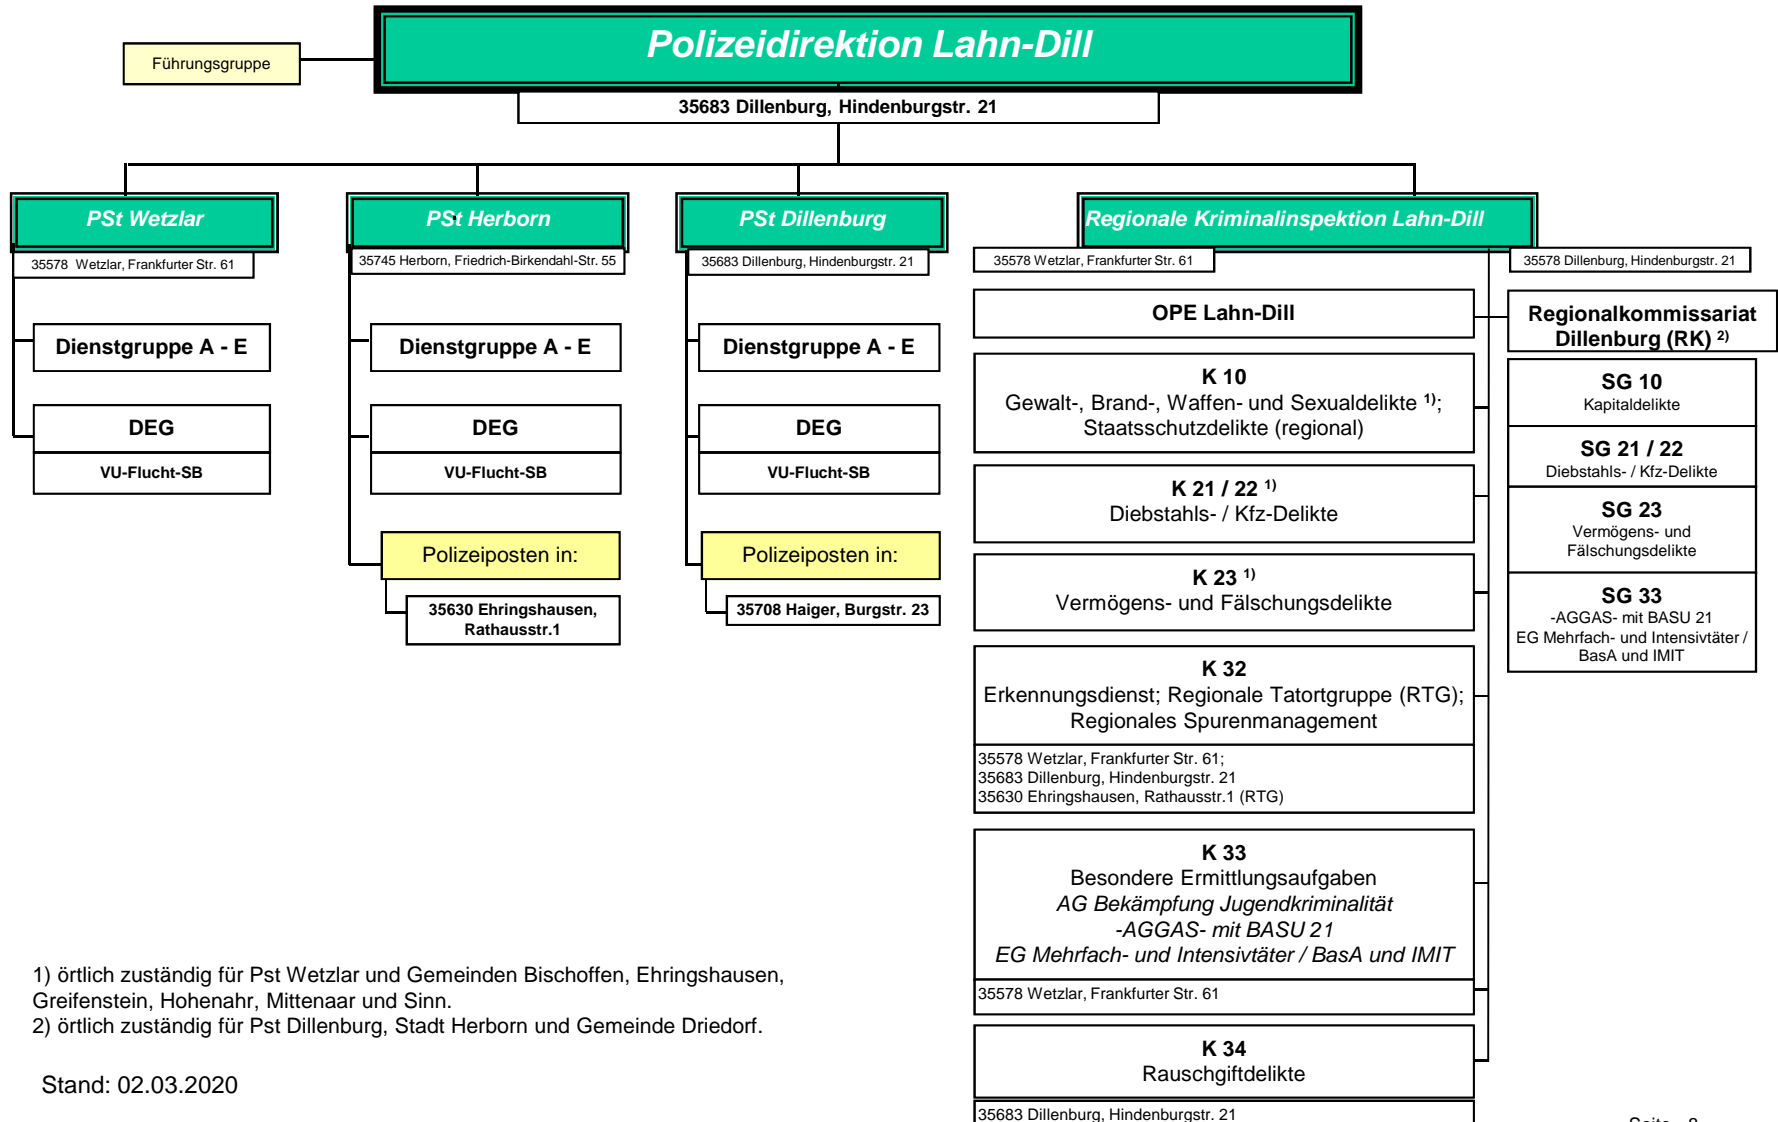 Polizeidirektion Lahn-Dill
Führungsgruppe
35683 Dillenburg, Hindenburgstr. 21
PSt Wetzlar
35578 Wetzlar, Frankfurter Str. 61
Dienstgruppe A - E
DEG
VU-Flucht-SB
PSt Herborn
35745 Herborn, Friedrich-Birkendahl-Str. 55
Dienstgruppe A - E
DEG
VU-Flucht-SB
Polizeiposten in:
35630 Ehringshausen,
Rathausstr.1
PSt Dillenburg
35683 Dillenburg, Hindenburgstr. 21
Dienstgruppe A - E
DEG
VU-Flucht-SB
Polizeiposten in:
35708 Haiger, Burgstr. 23
Regionale Kriminalinspektion Lahn-Dill
35578 Wetzlar, Frankfurter Str. 61
OPE Lahn-Dill
K 10
Gewalt-, Brand-, Waffen- und Sexualdelikte 1);
Staatsschutzdelikte (regional)
K 21 / 22 1)
Diebstahls- / Kfz-Delikte
K 23 1)
Vermögens- und Fälschungsdelikte
K 32
Erkennungsdienst; Regionale Tatortgruppe (RTG);
Regionales Spurenmanagement
35578 Wetzlar, Frankfurter Str. 61;
35683 Dillenburg, Hindenburgstr. 21
35630 Ehringshausen, Rathausstr.1 (RTG)
K 33
Besondere Ermittlungsaufgaben
AG Bekämpfung Jugendkriminalität
-AGGAS- mit BASU 21
EG Mehrfach- und Intensivtäter / BasA und IMIT
35578 Wetzlar, Frankfurter Str. 61
K 34
Rauschgiftdelikte
35683 Dillenburg, Hindenburgstr. 21
35578 Dillenburg, Hindenburgstr. 21
Regionalkommissariat
Dillenburg (RK) 2)
SG 10
Kapitaldelikte
SG 21 / 22
Diebstahls- / Kfz-Delikte
SG 23
Vermögens- und
Fälschungsdelikte
SG 33
-AGGAS- mit BASU 21
EG Mehrfach- und Intensivtäter /
BasA und IMIT
1) örtlich zuständig für Pst Wetzlar und Gemeinden Bischoffen, Ehringshausen,
Greifenstein, Hohenahr, Mittenaar und Sinn.
2) örtlich zuständig für Pst Dillenburg, Stadt Herborn und Gemeinde Driedorf.
Stand: 02.03.2020